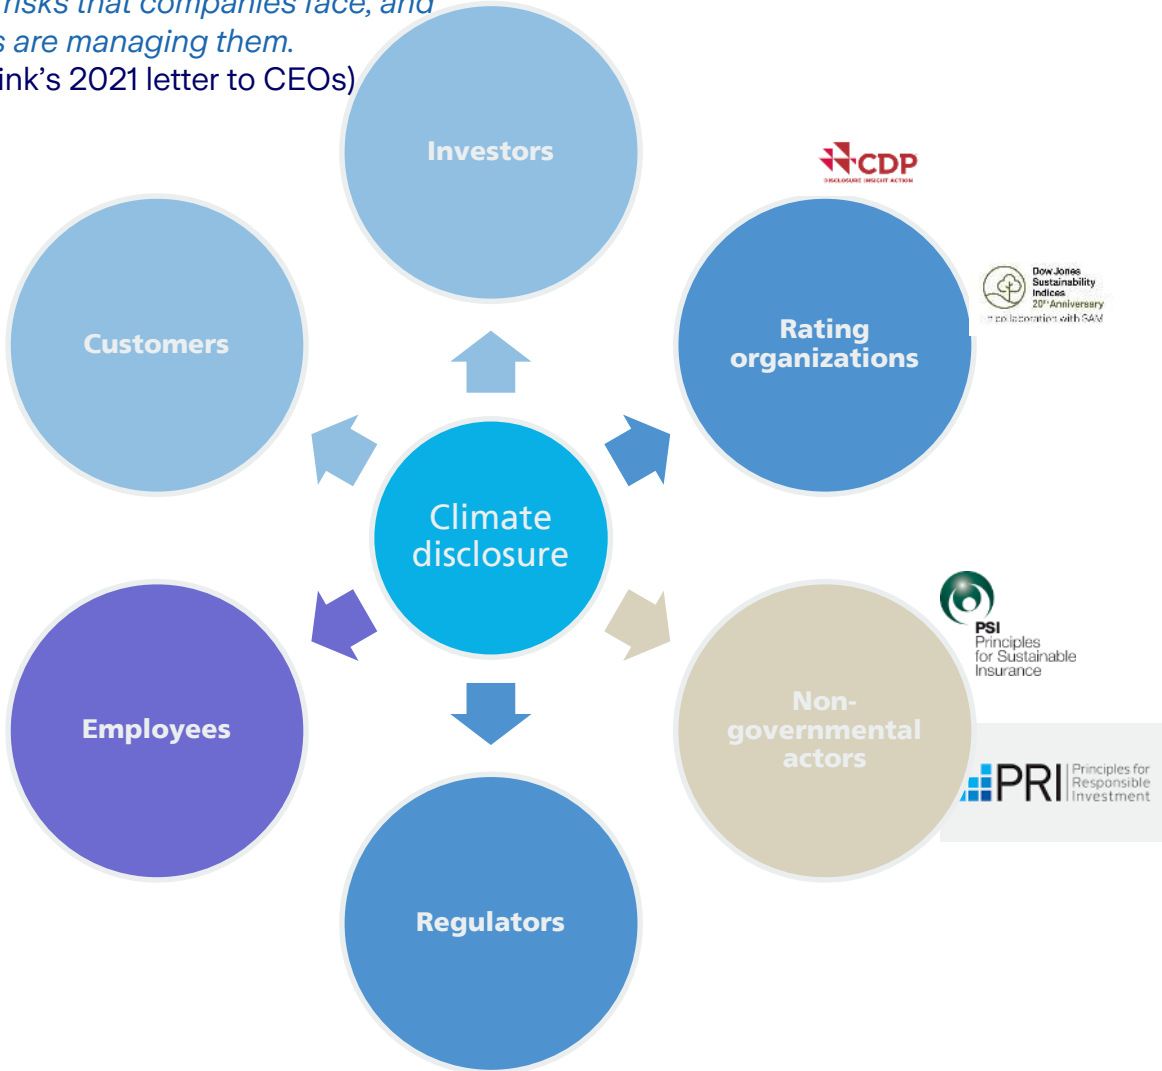 risks that companies face, and
s are managing them.
ink's 2021 letter to CEOs)
Investors
CDP
DISCLOSURE INSIGHT ACTION
Customers
Rating
organizations
Dow Jones
Sustainability
Indices
20th Anniversary
collaboration with SAM
Climate
disclosure
PSI
Principles
for Sustainable
Insurance
Employees
Non-
governmental
actors
PRI
Principles for
Responsible
Investment
Regulators